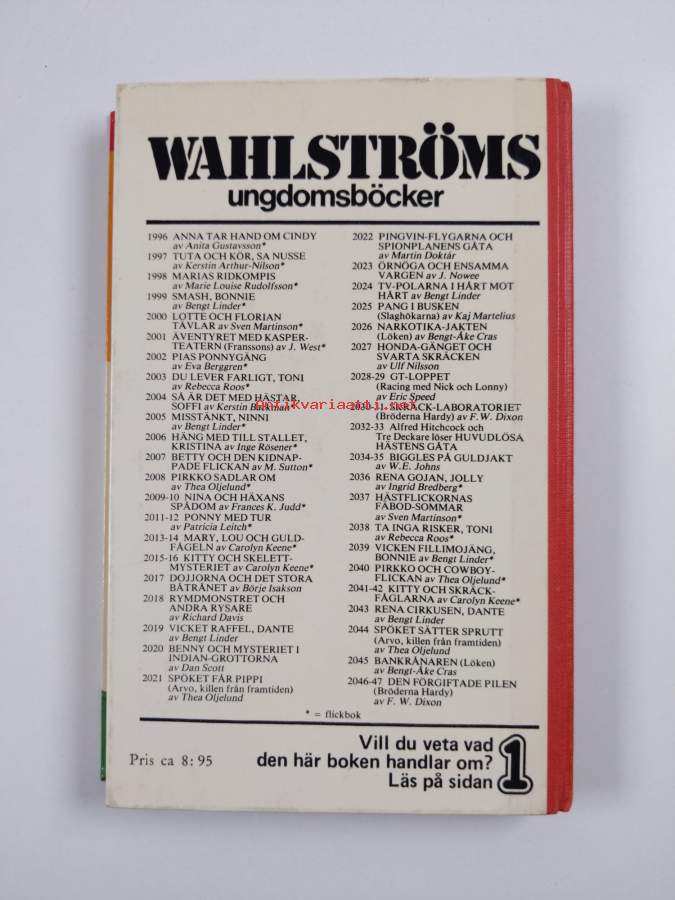 WAHLSTRÖMS
ungdomsböcker
1996 ANNA TAR HAND OM CINDY
av Anita Gustavsson*
1997 TUTA OCH KÖR, SA NUSSE
av Kerstin Arthur-Nilson*
1998 MARIAS RIDKOMPIS
av Marie Louise Rudolfsson*
1999 SMASH, BONNIE
av Bengt Linder*
2000 LOTTE OCH FLORIAN
TÄVLAR av Sven Martinson*
2001 ÄVENTYRET MED KASPER-
TEATERN (Franssons) av J. West*
2002 PIAS PONNYGÄNG
av Eva Berggren*
2003 DU LEVER FARLIGT, TONI
av Rebecca Roos*
2004 SÅ ÄR DET MED HÄSTAR,
SOFFI av Kerstin Backman*
2005 MISSTÄNKT, NINNI
av Bengt Linder*
2006 HÄNG MED TILL STALLET,
KRISTINA av Inge Rösener*
2007 BETTY OCH DEN KIDNAP-
PADE FLICKAN av M. Sutton*
2008 PIRKKO SADLAR OM
av Thea Oljelund*
2009-10 NINA OCH HÄXANS
SPÅDOM av Frances K. Judd*
2011-12 PONNY MED TUR
av Patricia Leitch*
2013-14 MARY, LOU OCH GULD-
FÅGELN av Carolyn Keene*
2015-16 KITTY OCH SKELETT-
MYSTERIET av Carolyn Keene*
2017 DOJJORNA OCH DET STORA
BÅTRÅNET av Börje Isakson
2018 RYMDMONSTRET OCH
ANDRA RYSARE
av Richard Davis
2019 VICKET RAFFEL, DANTE
av Bengt Linder
2020 BENNY OCH MYSTERIET I
INDIAN-GROTTORNA
av Dan Scott
2021 SPÖKET FÅR PIPPI
(Arvo, killen från framtiden)
av Thea Oljelund
2022 PINGVIN-FLYGARNA OCH
SPIONPLANENS GÅTA
av Martin Doktár
2023 ÖRNÖGA OCH ENSAMMA
VARGEN av J. Nowee
2024 TV-POLARNA I HÅRT MOT
HÅRT av Bengt Linder
2025 PANG I BUSKEN
(Slaghökarna) av Kaj Martelius
2026 NARKOTIKA-JAKTEN
(Löken) av Bengt-Åke Cras
2027 HONDA-GÄNGET OCH
SVARTA SKRÄCKEN
av Ulf Nilsson
2028-29 GT-LOPPET
(Racing med Nick och Lonny)
av Eric Speed
2030-31 SKRÄCK-LABORATORIET
(Bröderna Hardy) av F.W. Dixon
2032-33 Alfred Hitchcock och
Tre Deckare löser HUVUDLÖSA
HÄSTENS GÅTA
2034-35 BIGGLES PÅ GULDJAKT
av W.E. Johns
2036 RENA GOJAN, JOLLY
av Ingrid Bredberg*
2037 HÄSTFLICKORNAS
FÄBOD-SOMMAR
av Sven Martinson*
2038 TA INGA RISKER, TONI
av Rebecca Roos*
2039 VICKEN FILLIMOJÄNG,
BONNIE av Bengt Linder*
2040 PIRKKO OCH COWBOY-
FLICKAN av Thea Oljelund*
2041-42 KITTY OCH SKRÄCK-
FÅGLARNA av Carolyn Keene*
2043 RENA CIRKUSEN, DANTE
av Bengt Linder
2044 SPÖKET SÄTTER SPRUTT
(Arvo, killen från framtiden)
av Thea Oljelund
2045 BANKRÅNAREN (Löken)
av Bengt-Åke Cras
2046-47 DEN FÖRGIFTADE PILEN
(Bröderna Hardy)
av F. W. Dixon
* = flickbok
Pris ca 8:95
Vill du veta vad
den här boken handlar om?
Läs på sidan 1
Antikvariaatti.net